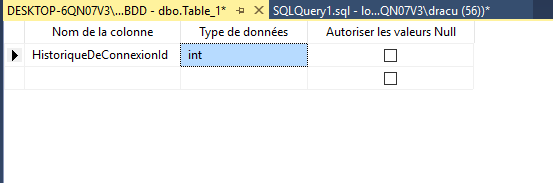 DESKTOP-6QN07V3\...BDD - dbo.Table_1* SQLQuery1.sql - lo...QN07V3\dracu (56))*
Nom de la colonne Type de données Autoriser les valeurs Null
HistoriqueDeConnexionId int